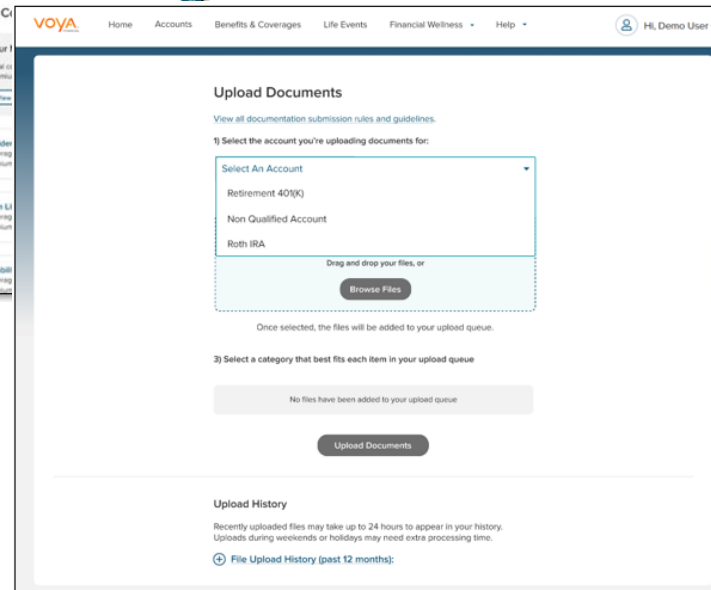 VOYA
FINANCIAL
Home Accounts Benefits & Coverages Life Events Financial Wellness Help Hi, Demo User
Upload Documents
View all documentation submission rules and guidelines.
1) Select the account you're uploading documents for:
Select An Account
Retirement 401(K)
Non Qualified Account
Roth IRA
Drag and drop your files, or
Browse Files
Once selected, the files will be added to your upload queue.
3) Select a category that best fits each item in your upload queue
No files have been added to your upload queue
Upload Documents
Upload History
Recently uploaded files may take up to 24 hours to appear in your history.
Uploads during weekends or holidays may need extra processing time.
File Upload History (past 12 months):